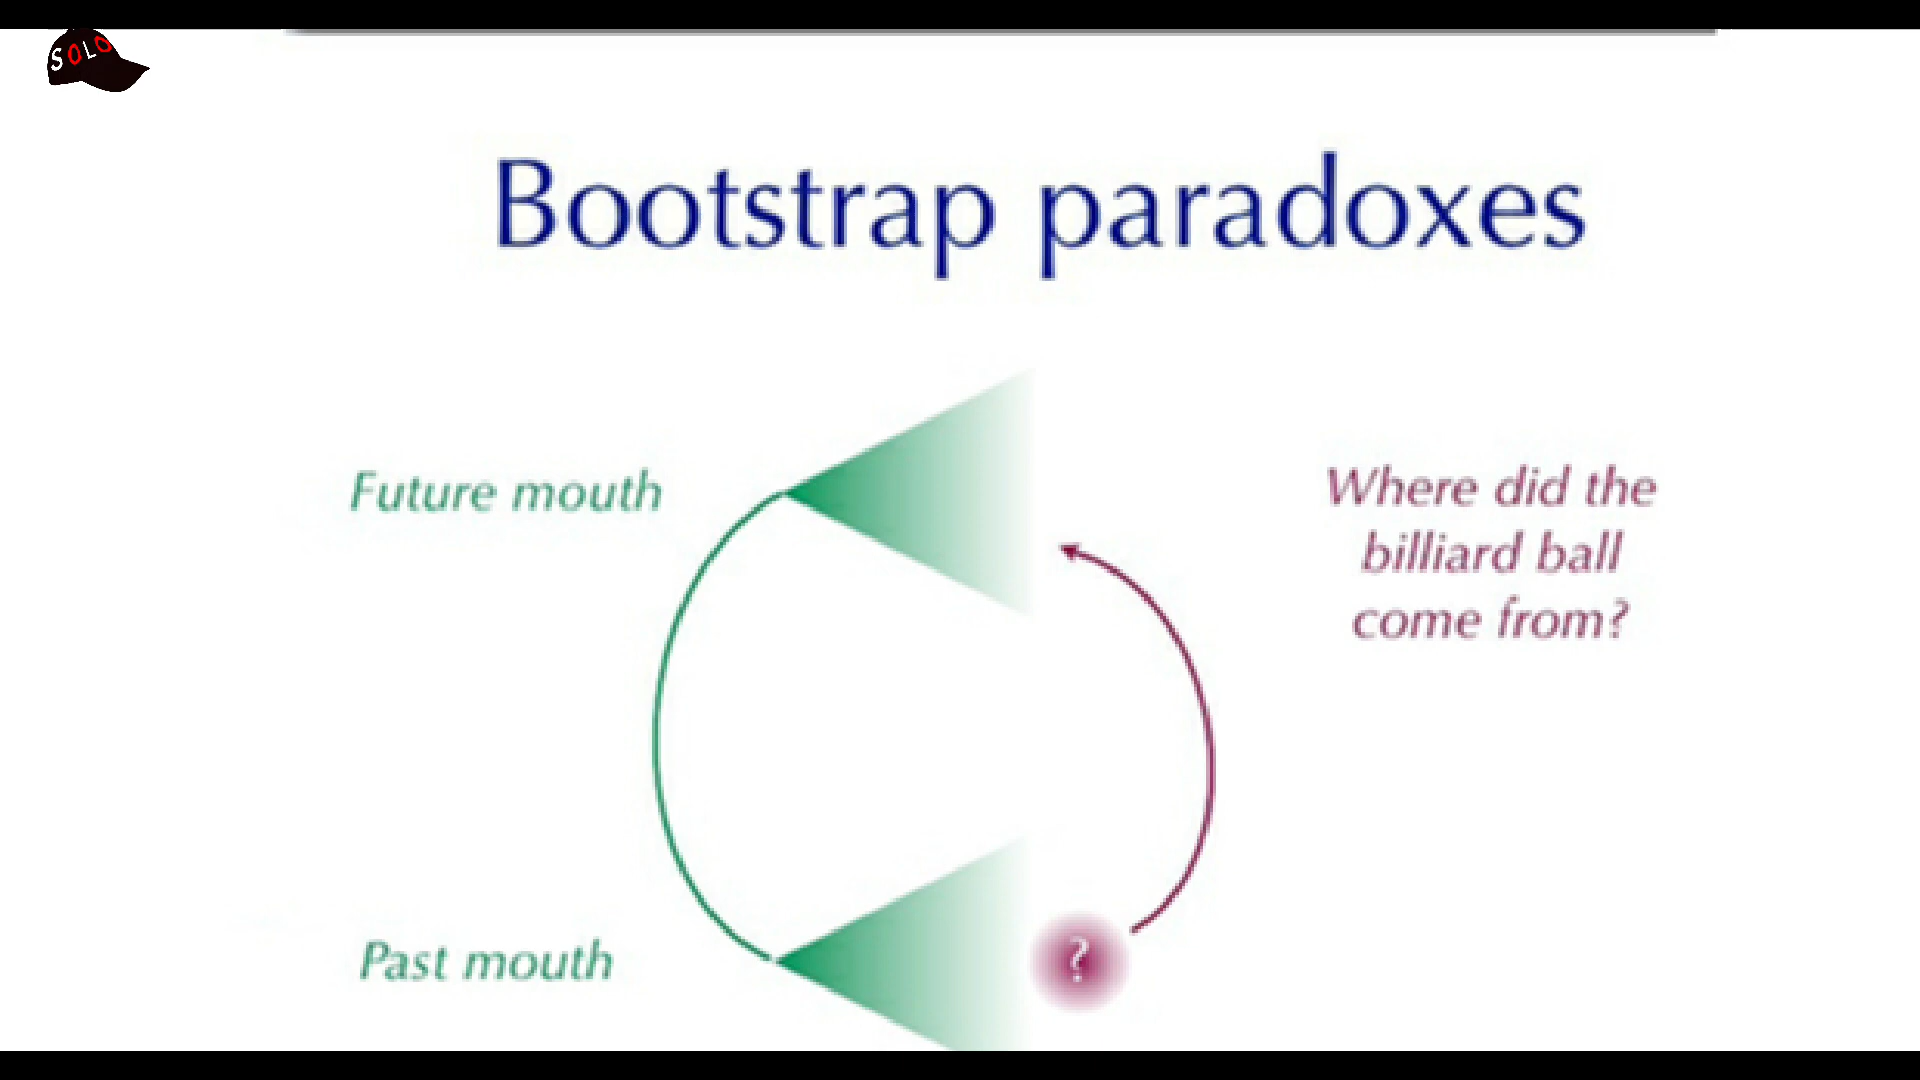 SOLO
Bootstrap paradoxes
Future mouth
Where did the
billiard ball
come from?
Past mouth
?